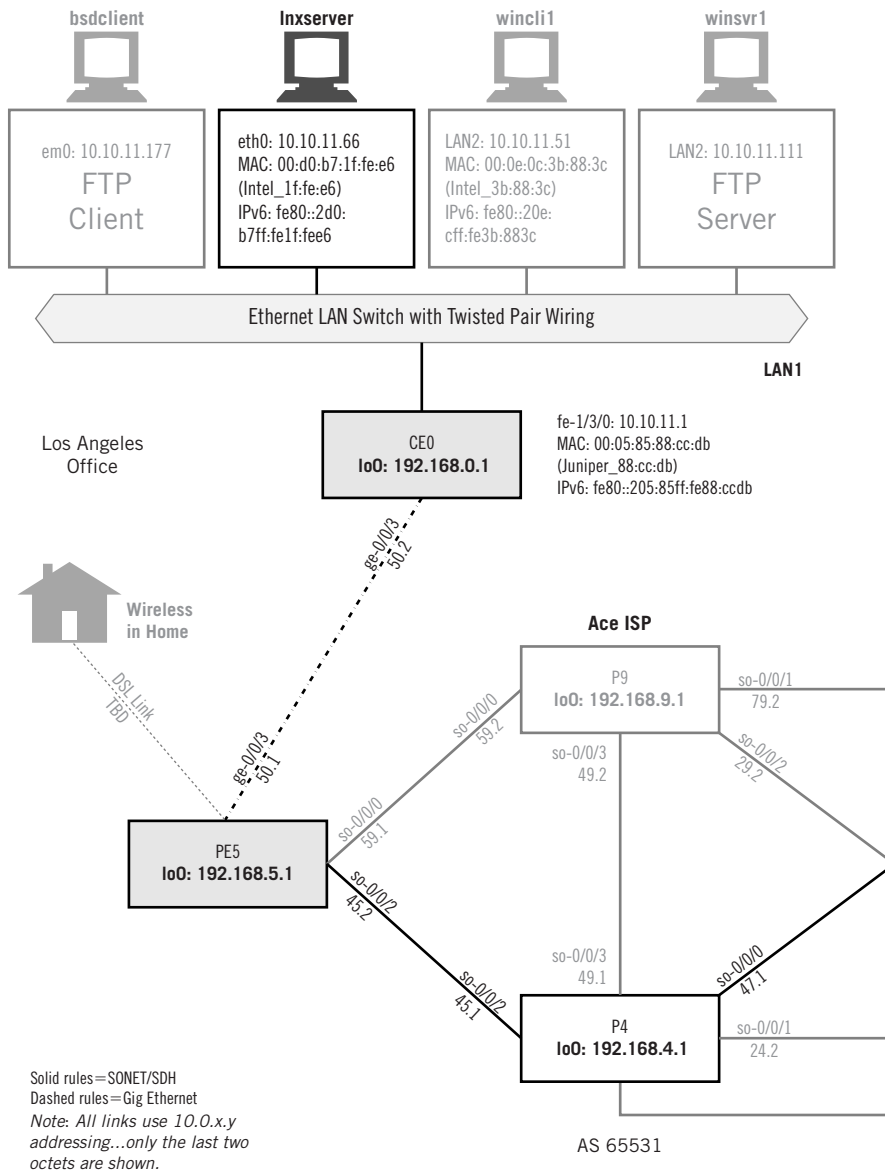 bsdclient
lnxserver
wincli1
winsvr1
em0: 10.10.11.177
FTP
Client
eth0: 10.10.11.66
MAC: 00:d0:b7:1f:fe:e6
(Intel_1f:fe:e6)
IPv6: fe80::2d0:
b7ff:fe1f:fee6
LAN2: 10.10.11.51
MAC: 00:0e:0c:3b:88:3c
(Intel_3b:88:3c)
IPv6: fe80::20e:
cff:fe3b:883c
LAN2: 10.10.11.111
FTP
Server
Ethernet LAN Switch with Twisted Pair Wiring
LAN1
Los Angeles
Office
CE0
lo0: 192.168.0.1
fe-1/3/0: 10.10.11.1
MAC: 00:05:85:88:cc:db
(Juniper_88:cc:db)
IPv6: fe80::205:85ff:fe88:ccdb
ge-0/0/3
50.2
Wireless
in Home
DSL Link
TBD
ge-0/0/3
50.1
Ace ISP
P9
lo0: 192.168.9.1
so-0/0/1
79.2
so-0/0/0
59.2
so-0/0/3
49.2
so-0/0/2
29.2
so-0/0/0
59.1
PE5
lo0: 192.168.5.1
so-0/0/2
45.2
so-0/0/2
45.1
so-0/0/3
49.1
so-0/0/0
47.1
P4
lo0: 192.168.4.1
so-0/0/1
24.2
Solid rules=SONET/SDH
Dashed rules=Gig Ethernet
Note: All links use 10.0.x.y
addressing...only the last two
octets are shown.
AS 65531